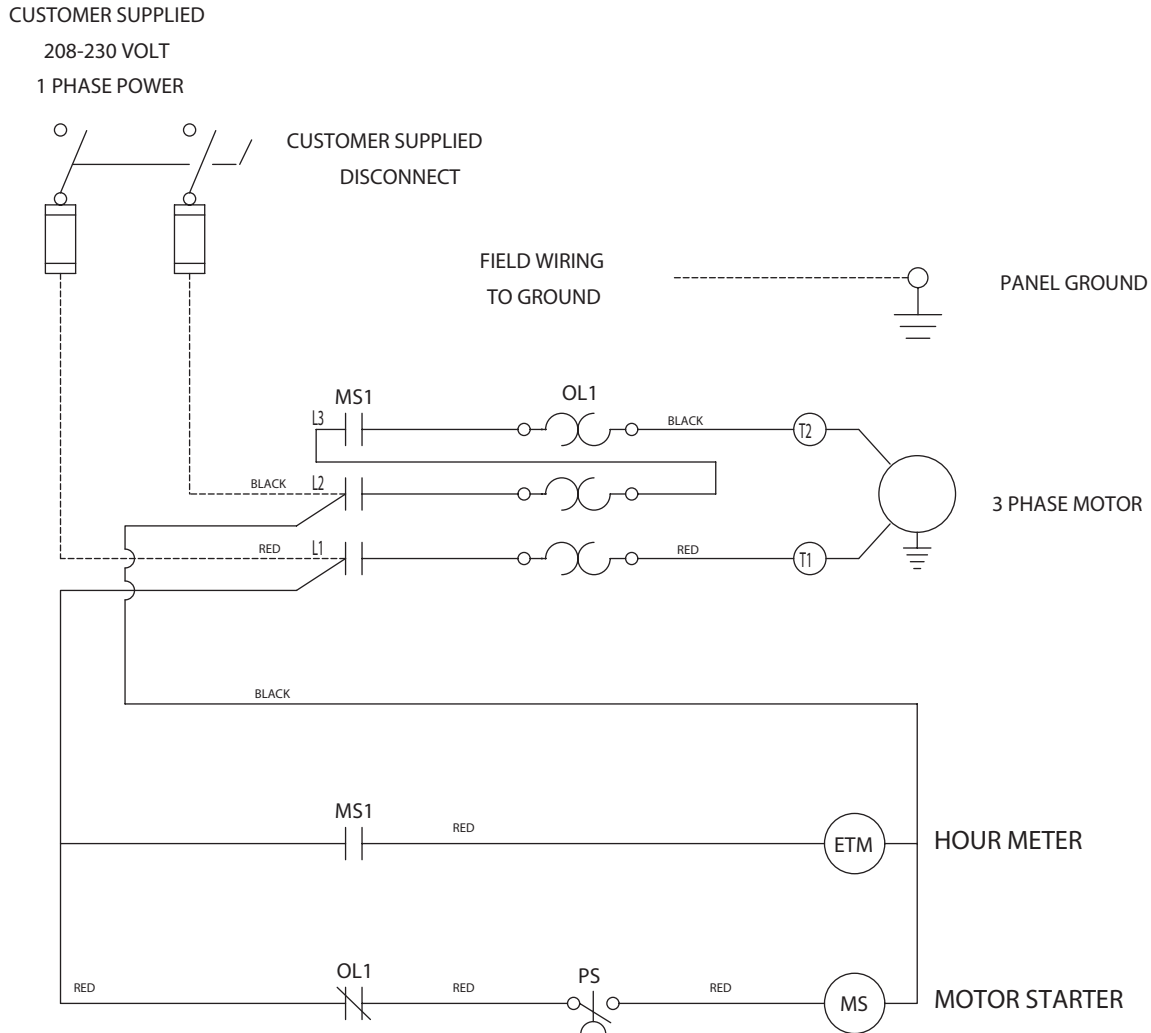 CUSTOMER SUPPLIED
208-230 VOLT
1 PHASE POWER
CUSTOMER SUPPLIED
DISCONNECT
FIELD WIRING
TO GROUND
PANEL GROUND
MS1
OL1
L3
BLACK
T2
BLACK
L2
3 PHASE MOTOR
RED
L1
RED
T1
BLACK
MS1
RED
ETM
HOUR METER
RED
OL1
RED
PS
RED
MS
MOTOR STARTER